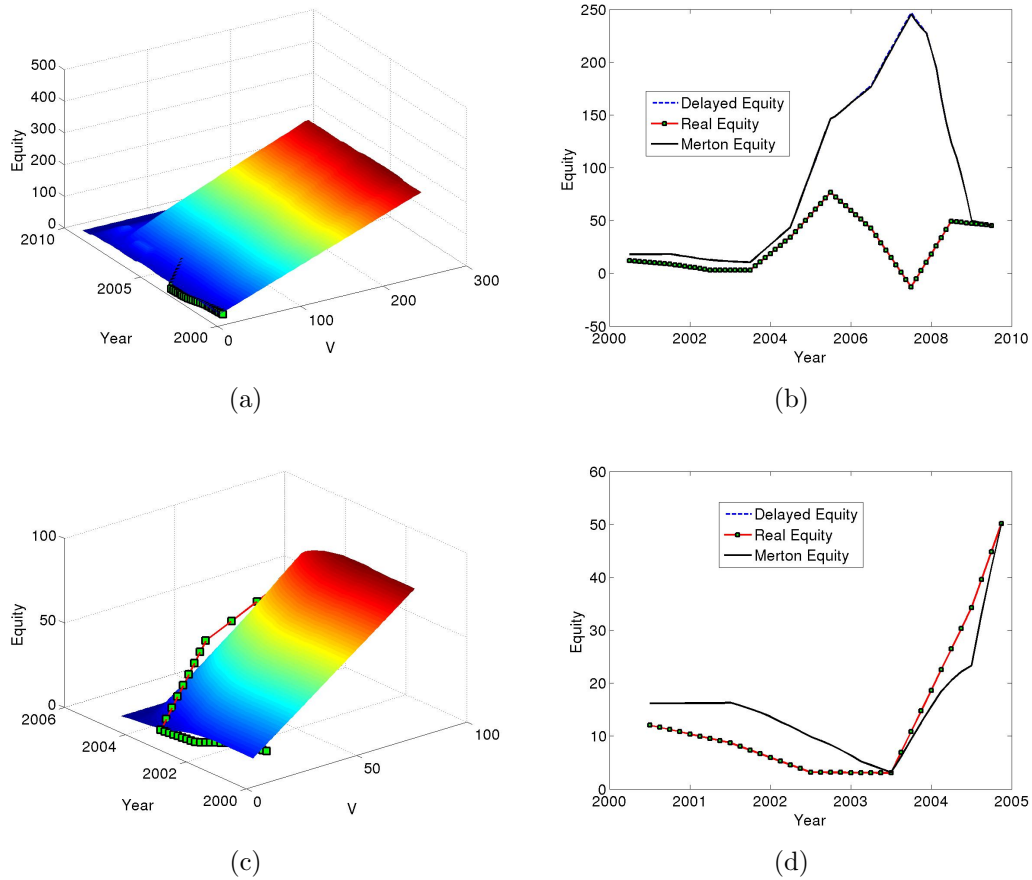 500
400
300
200
100
0
Equity
2010
2005
2000
Year
0
100
200
300
V
(a)
250
200
150
100
50
0
-50
Equity
Delayed Equity
Real Equity
Merton Equity
2000 2002 2004 2006 2008 2010
Year
(b)
100
50
0
Equity
2006
2004
2002
2000
Year
0
50
100
V
(c)
60
50
40
30
20
10
0
Equity
Delayed Equity
Real Equity
Merton Equity
2000 2001 2002 2003 2004 2005
Year
(d)